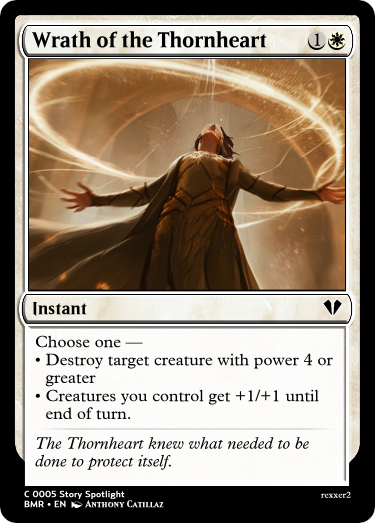 Wrath of the Thornheart 1
Instant
Choose one —
• Destroy target creature with power 4 or
greater
• Creatures you control get +1/+1 until
end of turn.
The Thornheart knew what needed to be
done to protect itself.
C 0005 Story Spotlight
BMR • EN Anthony Catillaz
rexxer2